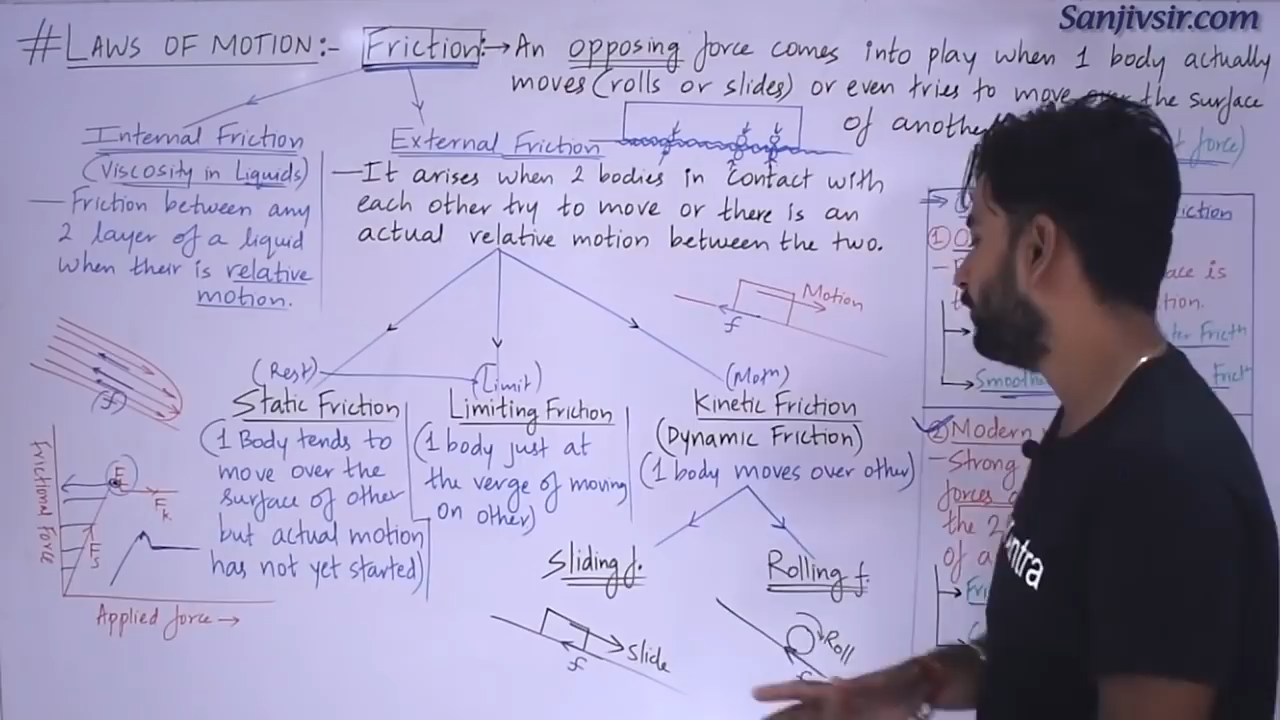 Sanjivsir.com
# LAWS OF MOTION:- Friction:→ An opposing force comes into play when 1 body actually
moves (rolls or slides) or even tries to move over the surface
of another
force)
Internal Friction
(Viscosity in Liquids)
— Friction between any
2 layer of a liquid
when their is relative
motion.
External Friction
— It arises when 2 bodies in contact with
each other try to move or there is an
actual relative motion between the two.
Motion
f
(f)
(Rest)
Static Friction
(1 Body tends to
move over the
surface of other
but actual motion
has not yet started)
(Limit)
Limiting Friction
(1 body just at
the verge of moving
on other)
(Motn)
Kinetic Friction
(Dynamic Friction)
(1 body moves over other)
Sliding f.
Slide
f
Rolling f.
Roll
f
Frictional Force
Fs
Fk
Applied force →
①
is
Smooth
② Modern
- Strong
forces
the 2
of a
ntra